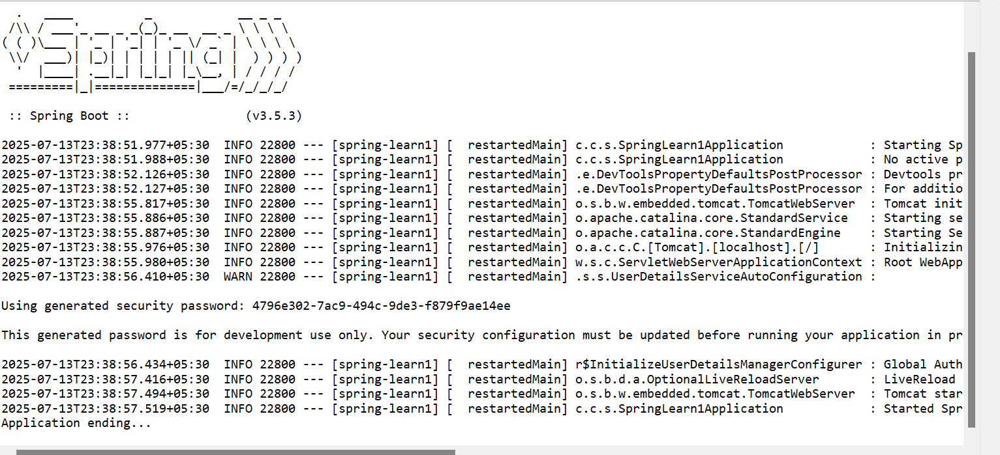 .   ____          _            __ _ _
 /\\ / ___'_ __ _ _(_)_ __  __ _ \ \ \ \
( ( )\___ | '_ | '_| | '_ \/ _` | \ \ \ \
 \\/  ___)| |_)| | | | | || (_| |  ) ) ) )
  '  |____| .__|_| |_|_| |_\__, | / / / /
 =========|_|==============|___/=/_/_/_/

 :: Spring Boot ::                (v3.5.3)

2025-07-13T23:38:51.977+05:30  INFO 22800 --- [spring-learn1] [  restartedMain] c.c.s.SpringLearn1Application            : Starting Sp
2025-07-13T23:38:51.988+05:30  INFO 22800 --- [spring-learn1] [  restartedMain] c.c.s.SpringLearn1Application            : No active p
2025-07-13T23:38:52.126+05:30  INFO 22800 --- [spring-learn1] [  restartedMain] .e.DevToolsPropertyDefaultsPostProcessor : Devtools pr
2025-07-13T23:38:52.127+05:30  INFO 22800 --- [spring-learn1] [  restartedMain] .e.DevToolsPropertyDefaultsPostProcessor : For additio
2025-07-13T23:38:55.817+05:30  INFO 22800 --- [spring-learn1] [  restartedMain] o.s.b.w.embedded.tomcat.TomcatWebServer  : Tomcat init
2025-07-13T23:38:55.886+05:30  INFO 22800 --- [spring-learn1] [  restartedMain] o.apache.catalina.core.StandardService   : Starting se
2025-07-13T23:38:55.887+05:30  INFO 22800 --- [spring-learn1] [  restartedMain] o.apache.catalina.core.StandardEngine    : Starting Se
2025-07-13T23:38:55.976+05:30  INFO 22800 --- [spring-learn1] [  restartedMain] o.a.c.c.C.[Tomcat].[localhost].[/]       : Initializin
2025-07-13T23:38:55.980+05:30  INFO 22800 --- [spring-learn1] [  restartedMain] w.s.c.ServletWebServerApplicationContext : Root WebApp
2025-07-13T23:38:56.410+05:30  WARN 22800 --- [spring-learn1] [  restartedMain] .s.s.UserDetailsServiceAutoConfiguration :

Using generated security password: 4796e302-7ac9-494c-9de3-f879f9ae14ee

This generated password is for development use only. Your security configuration must be updated before running your application in pr

2025-07-13T23:38:56.434+05:30  INFO 22800 --- [spring-learn1] [  restartedMain] r$InitializeUserDetailsManagerConfigurer : Global Auth
2025-07-13T23:38:57.416+05:30  INFO 22800 --- [spring-learn1] [  restartedMain] o.s.b.d.a.OptionalLiveReloadServer       : LiveReload
2025-07-13T23:38:57.494+05:30  INFO 22800 --- [spring-learn1] [  restartedMain] o.s.b.w.embedded.tomcat.TomcatWebServer  : Tomcat star
2025-07-13T23:38:57.519+05:30  INFO 22800 --- [spring-learn1] [  restartedMain] c.c.s.SpringLearn1Application            : Started Spr
Application ending...